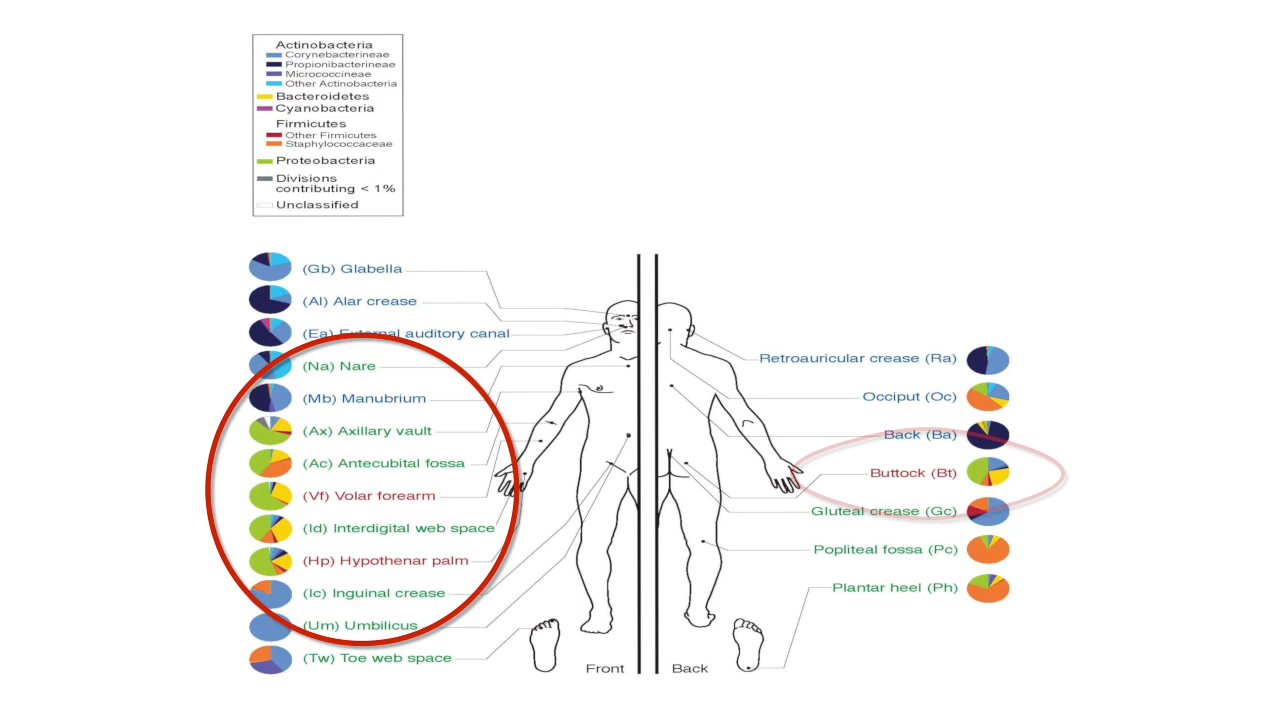 Actinobacteria
Corynebacterineae
Propionibacterineae
Micrococcineae
Other Actinobacteria
Bacteroidetes
Cyanobacteria
Firmicutes
Other Firmicutes
Staphylococcaceae
Proteobacteria
Divisions
contributing < 1%
Unclassified
(Gb) Glabella
(Al) Alar crease
(Ea) External auditory canal
(Na) Nare
(Mb) Manubrium
(Ax) Axillary vault
(Ac) Antecubital fossa
(Vf) Volar forearm
(Id) Interdigital web space
(Hp) Hypothenar palm
(Ic) Inguinal crease
(Um) Umbilicus
(Tw) Toe web space
Front
Back
Retroauricular crease (Ra)
Occiput (Oc)
Back (Ba)
Buttock (Bt)
Gluteal crease (Gc)
Popliteal fossa (Pc)
Plantar heel (Ph)